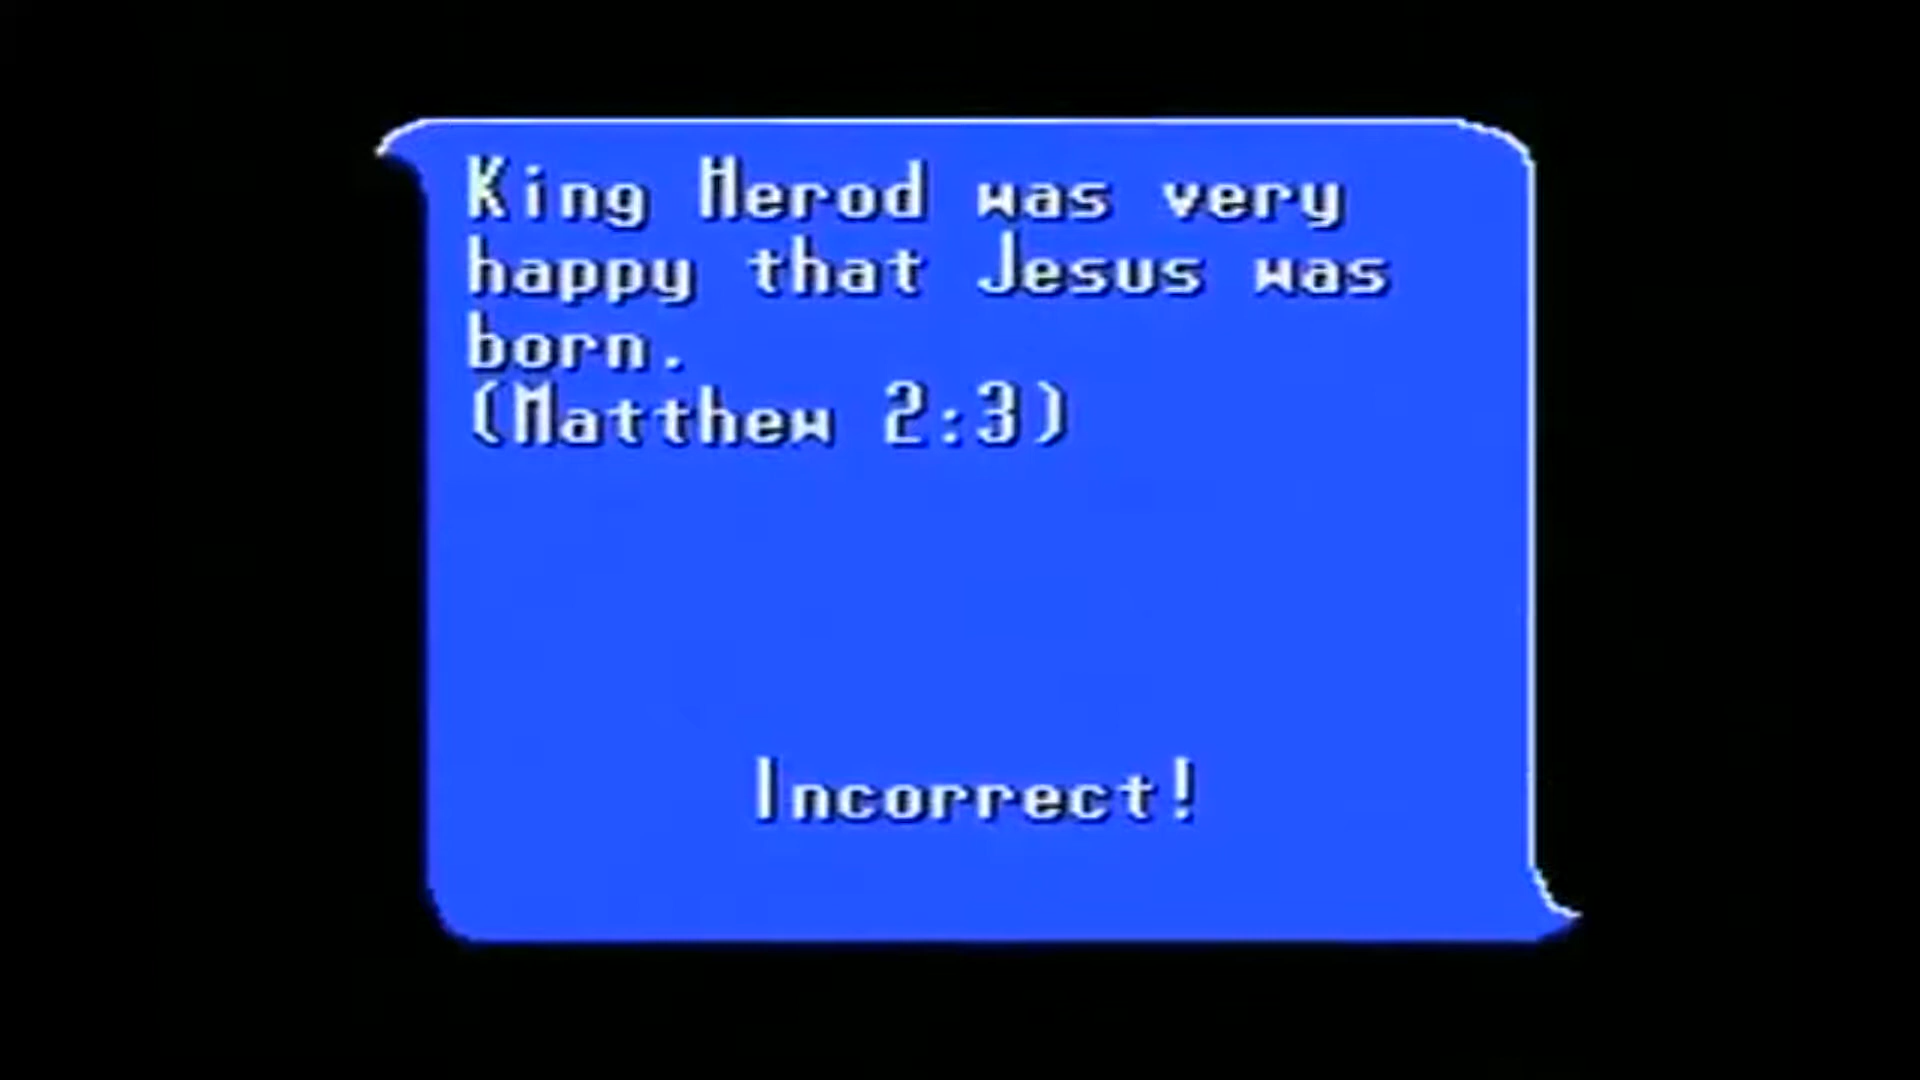 King Herod was very
happy that Jesus was
born.
(Matthew 2:3)
Incorrect!